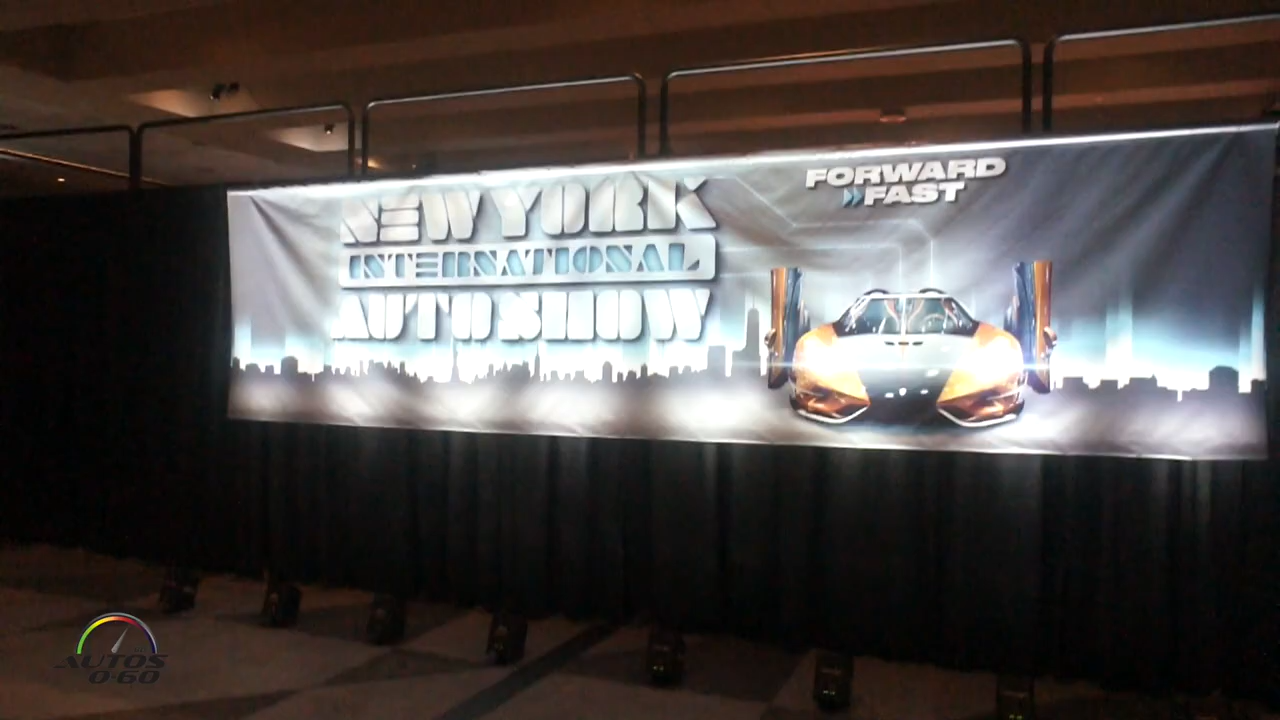 NEW YORK
INTERNATIONAL
AUTO SHOW
FORWARD
FAST
AUTOS
0-60